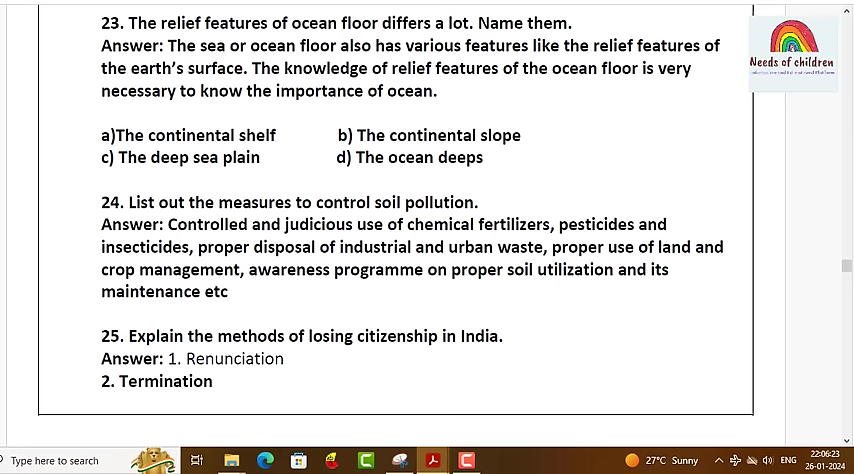 23. The relief features of ocean floor differs a lot. Name them.
Answer: The sea or ocean floor also has various features like the relief features of
the earth's surface. The knowledge of relief features of the ocean floor is very
necessary to know the importance of ocean.
a)The continental shelf b) The continental slope
c) The deep sea plain d) The ocean deeps
24. List out the measures to control soil pollution.
Answer: Controlled and judicious use of chemical fertilizers, pesticides and
insecticides, proper disposal of industrial and urban waste, proper use of land and
crop management, awareness programme on proper soil utilization and its
maintenance etc
25. Explain the methods of losing citizenship in India.
Answer: 1. Renunciation
2. Termination
Needs of children
Type here to search
27°C Sunny
ENG
22:06:23
26-01-2024